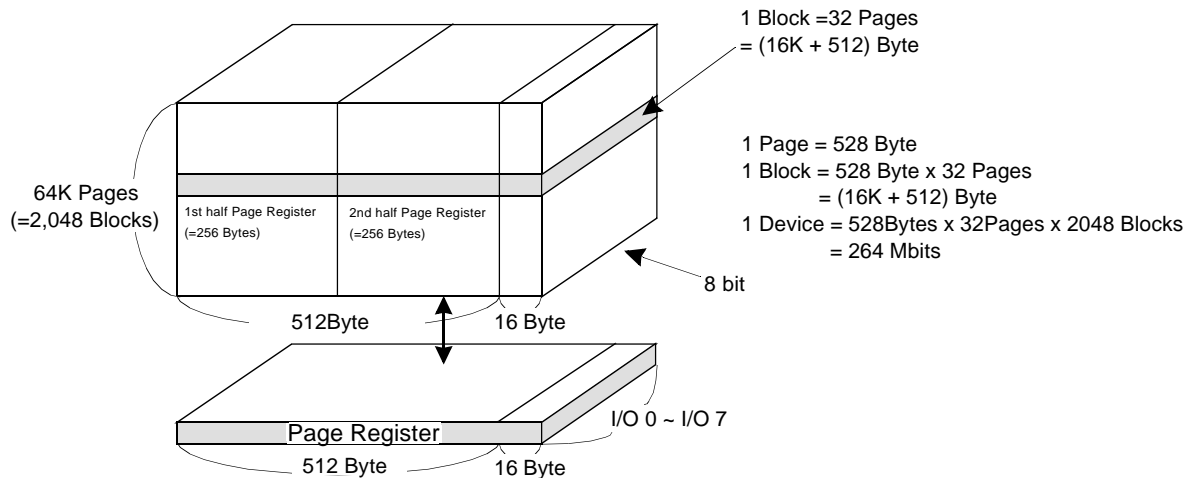 1 Block =32 Pages
= (16K + 512) Byte
1 Page = 528 Byte
1 Block = 528 Byte x 32 Pages
= (16K + 512) Byte
1 Device = 528Bytes x 32Pages x 2048 Blocks
= 264 Mbits
64K Pages
(=2,048 Blocks)
1st half Page Register
(=256 Bytes)
2nd half Page Register
(=256 Bytes)
8 bit
512Byte
16 Byte
I/O 0 ~ I/O 7
Page Register
512 Byte
16 Byte